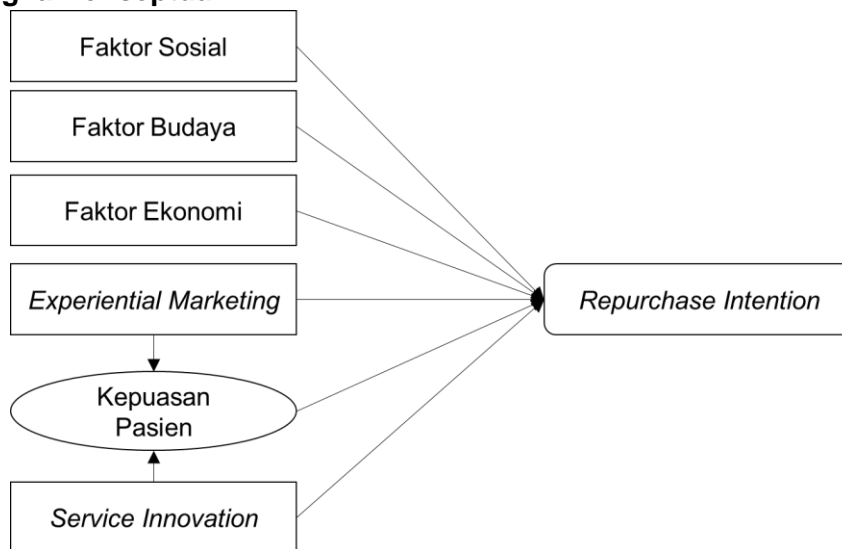 Faktor Sosial
Faktor Budaya
Faktor Ekonomi
Experiential Marketing
Repurchase Intention
Kepuasan
Pasien
Service Innovation